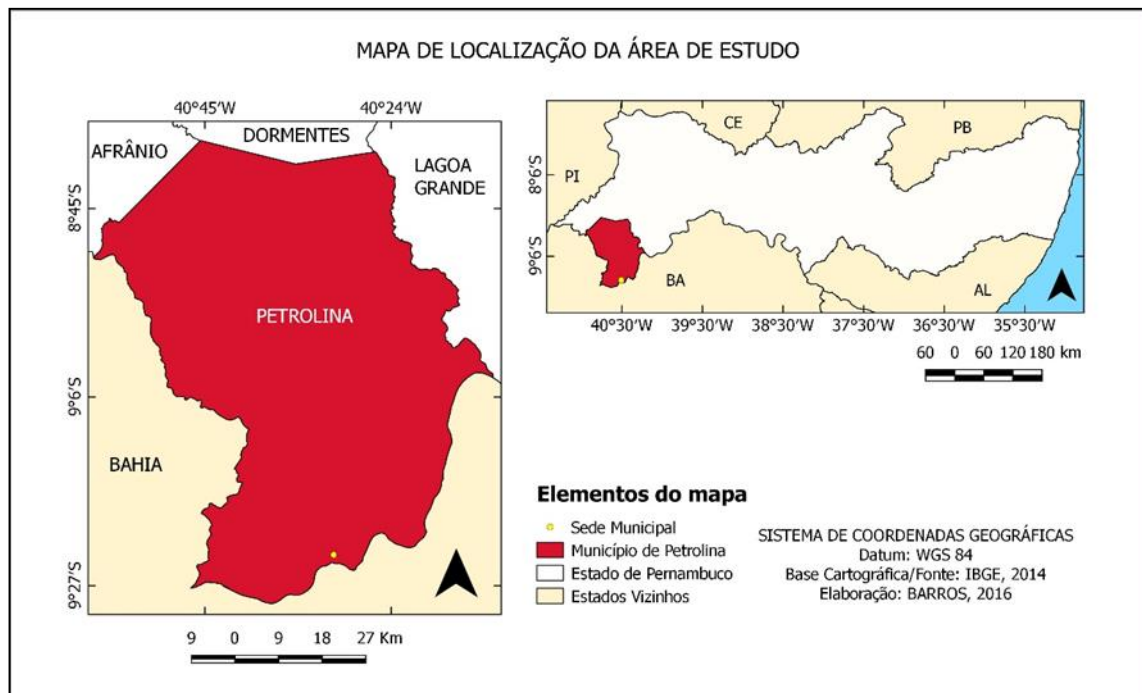 MAPA DE LOCALIZAÇÃO DA ÁREA DE ESTUDO
40°45'W 40°24'W
AFRÂNIO
DORMENTES
LAGOA
GRANDE
8°45'S
PETROLINA
9°6'S
BAHIA
9°27'S
9 0 9 18 27 Km
CE
PB
PI
8°6'S
9°6'S
BA
AL
40°30'W 39°30'W 38°30'W 37°30'W 36°30'W 35°30'W
60 0 60 120 180 km
Elementos do mapa
Sede Municipal
Município de Petrolina
Estado de Pernambuco
Estados Vizinhos
SISTEMA DE COORDENADAS GEOGRÁFICAS
Datum: WGS 84
Base Cartográfica/Fonte: IBGE, 2014
Elaboração: BARROS, 2016